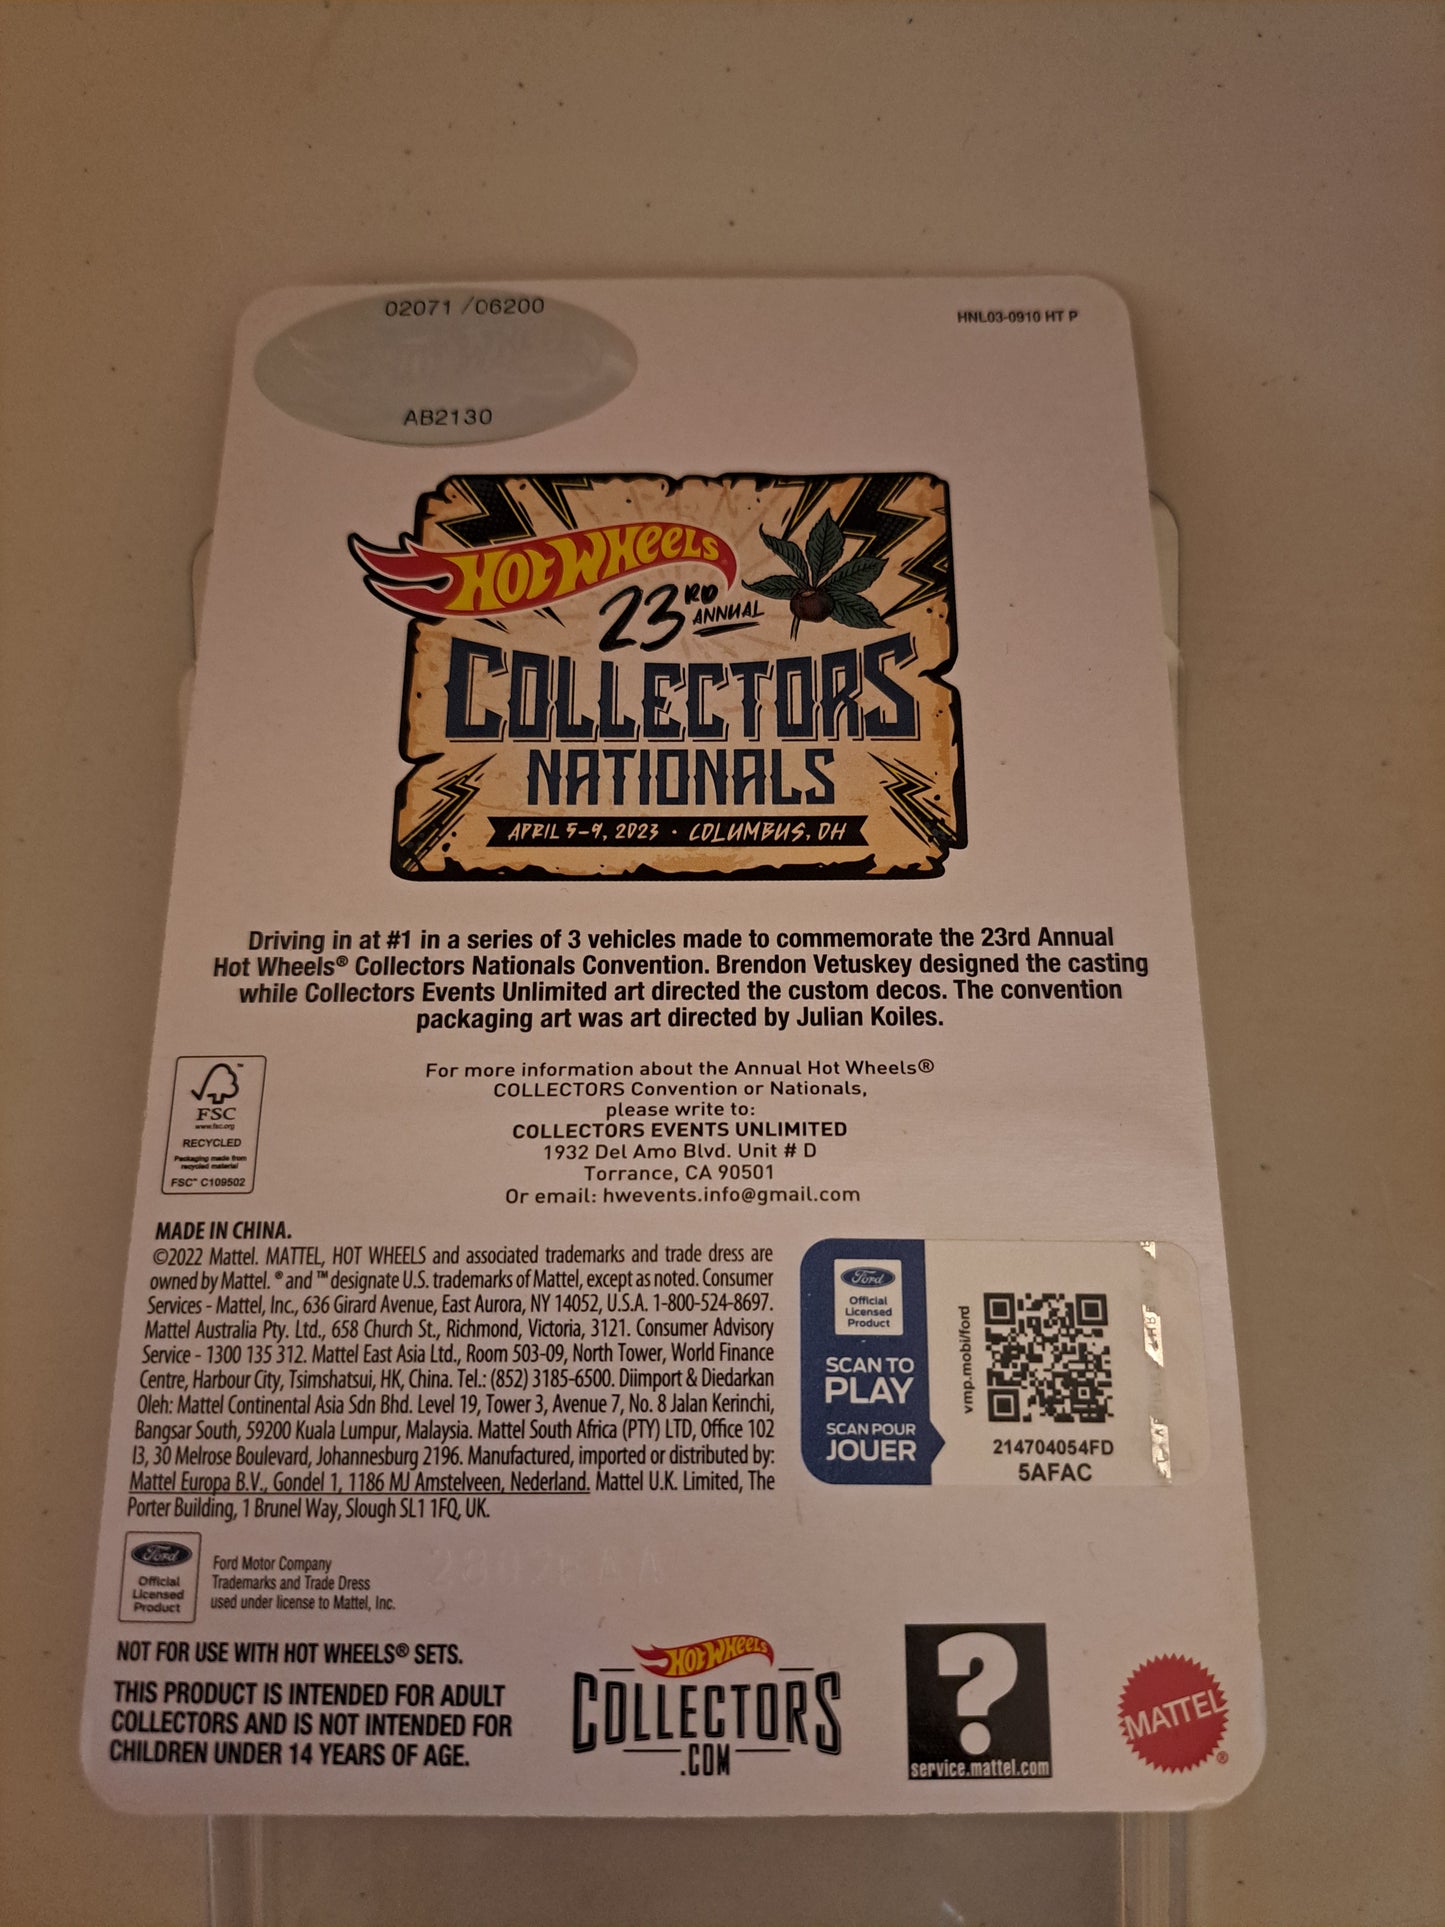 02071 /06200
AB2130
HNL03-0910 HT P
HOT WHEELS
23RD
ANNUAL
COLLECTORS
NATIONALS
APRIL 5-9, 2023 · COLUMBUS, OH
Driving in at #1 in a series of 3 vehicles made to commemorate the 23rd Annual
Hot Wheels® Collectors Nationals Convention. Brendon Vetuskey designed the casting
while Collectors Events Unlimited art directed the custom decos. The convention
packaging art was art directed by Julian Koiles.
For more information about the Annual Hot Wheels®
COLLECTORS Convention or Nationals,
please write to:
COLLECTORS EVENTS UNLIMITED
1932 Del Amo Blvd. Unit # D
Torrance, CA 90501
Or email: hwevents.info@gmail.com
FSC
www.fsc.org
RECYCLED
Packaging made from
recycled material
FSC™ C109502
MADE IN CHINA.
©2022 Mattel. MATTEL, HOT WHEELS and associated trademarks and trade dress are
owned by Mattel. ® and ™ designate U.S. trademarks of Mattel, except as noted. Consumer
Services - Mattel, Inc., 636 Girard Avenue, East Aurora, NY 14052, U.S.A. 1-800-524-8697.
Mattel Australia Pty. Ltd., 658 Church St., Richmond, Victoria, 3121. Consumer Advisory
Service - 1300 135 312. Mattel East Asia Ltd., Room 503-09, North Tower, World Finance
Centre, Harbour City, Tsimshatsui, HK, China. Tel.: (852) 3185-6500. Diimport & Diedarkan
Oleh: Mattel Continental Asia Sdn Bhd. Level 19, Tower 3, Avenue 7, No. 8 Jalan Kerinchi,
Bangsar South, 59200 Kuala Lumpur, Malaysia. Mattel South Africa (PTY) LTD, Office 102
I3, 30 Melrose Boulevard, Johannesburg 2196. Manufactured, imported or distributed by:
Mattel Europa B.V., Gondel 1, 1186 MJ Amstelveen, Nederland. Mattel U.K. Limited, The
Porter Building, 1 Brunel Way, Slough SL1 1FQ, UK.
Ford
Official
Licensed
Product
SCAN TO
PLAY
SCAN POUR
JOUER
vmp.mobi/ford
214704054FD
5AFAC
Ford
Official
Licensed
Product
Ford Motor Company
Trademarks and Trade Dress
used under license to Mattel, Inc.
NOT FOR USE WITH HOT WHEELS® SETS.
THIS PRODUCT IS INTENDED FOR ADULT
COLLECTORS AND IS NOT INTENDED FOR
CHILDREN UNDER 14 YEARS OF AGE.
HOT WHEELS
COLLECTORS
.COM
?
service.mattel.com
MATTEL®